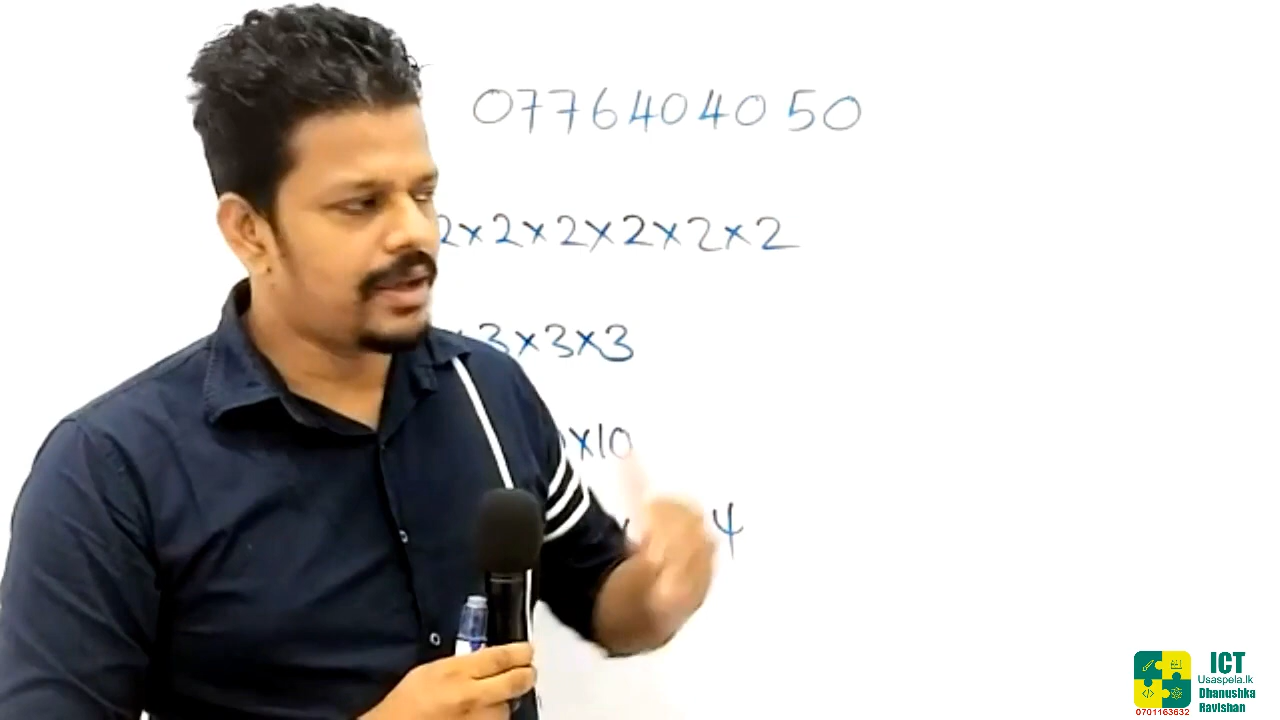 0776404050
2x2x2x2x2x2
3x3x3
x10
4
ICT
Usaspela.lk
Dhanushka
Ravishan
0701163632